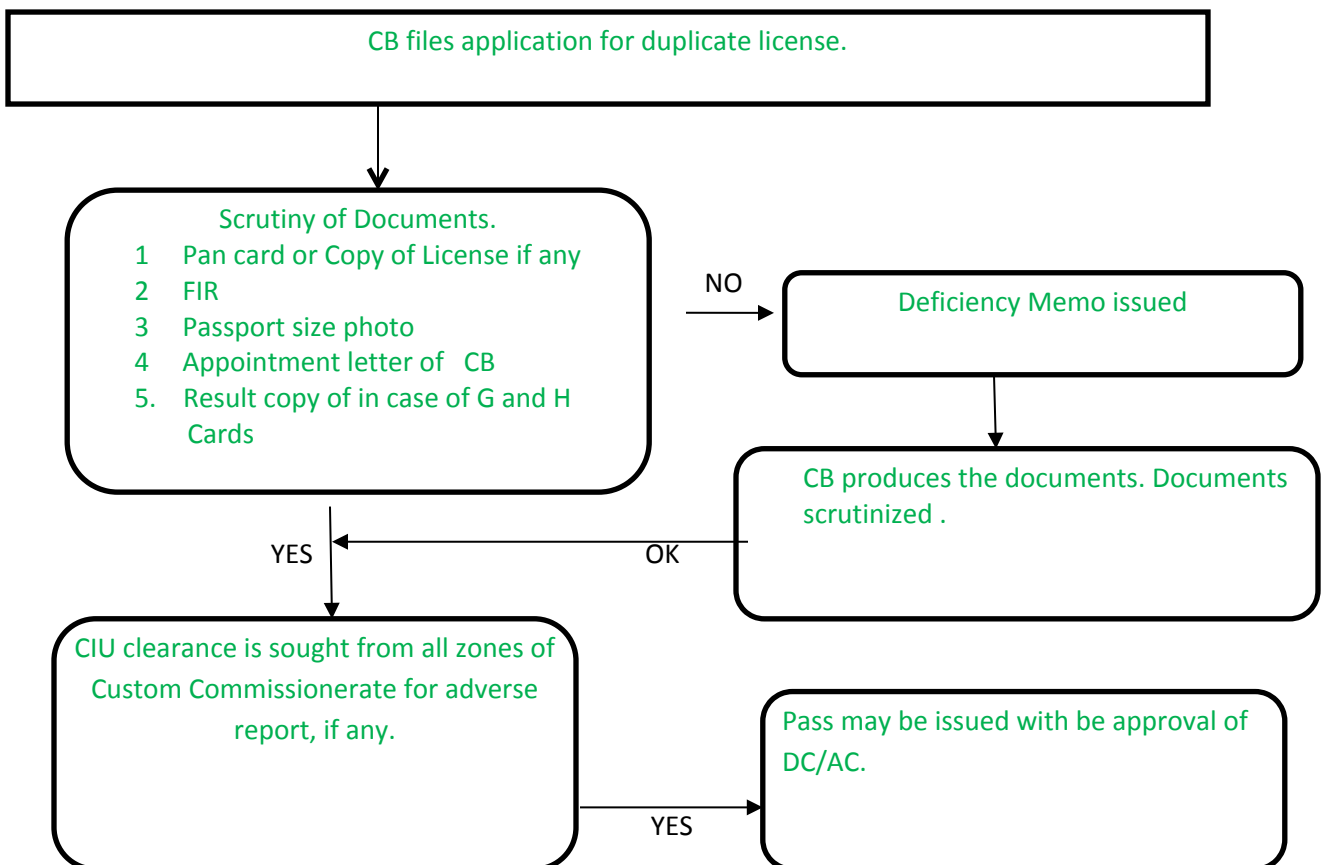 CB files application for duplicate license.
Scrutiny of Documents.
1 Pan card or Copy of License if any
2 FIR
3 Passport size photo
4 Appointment letter of CB
5. Result copy of in case of G and H
Cards
NO
Deficiency Memo issued
CB produces the documents. Documents
scrutinized .
YES
OK
CIU clearance is sought from all zones of
Custom Commissionerate for adverse
report, if any.
Pass may be issued with be approval of
DC/AC.
YES